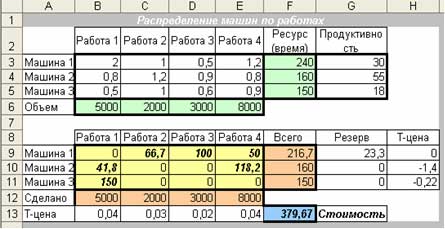 A B C D E F G H
1 Распределение машин по работах
2 Работа 1 Работа 2 Работа 3 Работа 4 Ресурс (время) Продуктивно сть
3 Машина 1 2 1 0,5 1,2 240 30
4 Машина 2 0,8 1,2 0,9 0,8 160 55
5 Машина 3 0,5 1 0,6 0,9 150 18
6 Объем 5000 2000 3000 8000
7
8 Работа 1 Работа 2 Работа 3 Работа 4 Всего Резерв Т-цена
9 Машина 1 0 66,7 100 50 216,7 23,3 0
10 Машина 2 41,8 0 0 118,2 160 0 -1,4
11 Машина 3 150 0 0 0 150 0 -0,22
12 Сделано 5000 2000 3000 8000
13 Т-цена 0,04 0,03 0,02 0,04 379,67 Стоимость